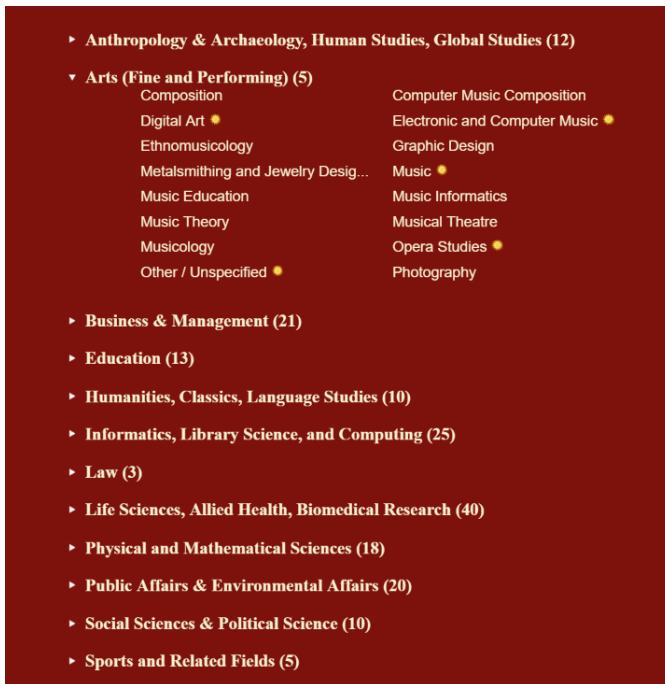 Anthropology & Archaeology, Human Studies, Global Studies (12)
Arts (Fine and Performing) (5)
Composition
Computer Music Composition
Digital Art
Electronic and Computer Music
Ethnomusicology
Graphic Design
Metalsmithing and Jewelry Desig...
Music
Music Education
Music Informatics
Music Theory
Musical Theatre
Musicology
Opera Studies
Other / Unspecified
Photography
Business & Management (21)
Education (13)
Humanities, Classics, Language Studies (10)
Informatics, Library Science, and Computing (25)
Law (3)
Life Sciences, Allied Health, Biomedical Research (40)
Physical and Mathematical Sciences (18)
Public Affairs & Environmental Affairs (20)
Social Sciences & Political Science (10)
Sports and Related Fields (5)